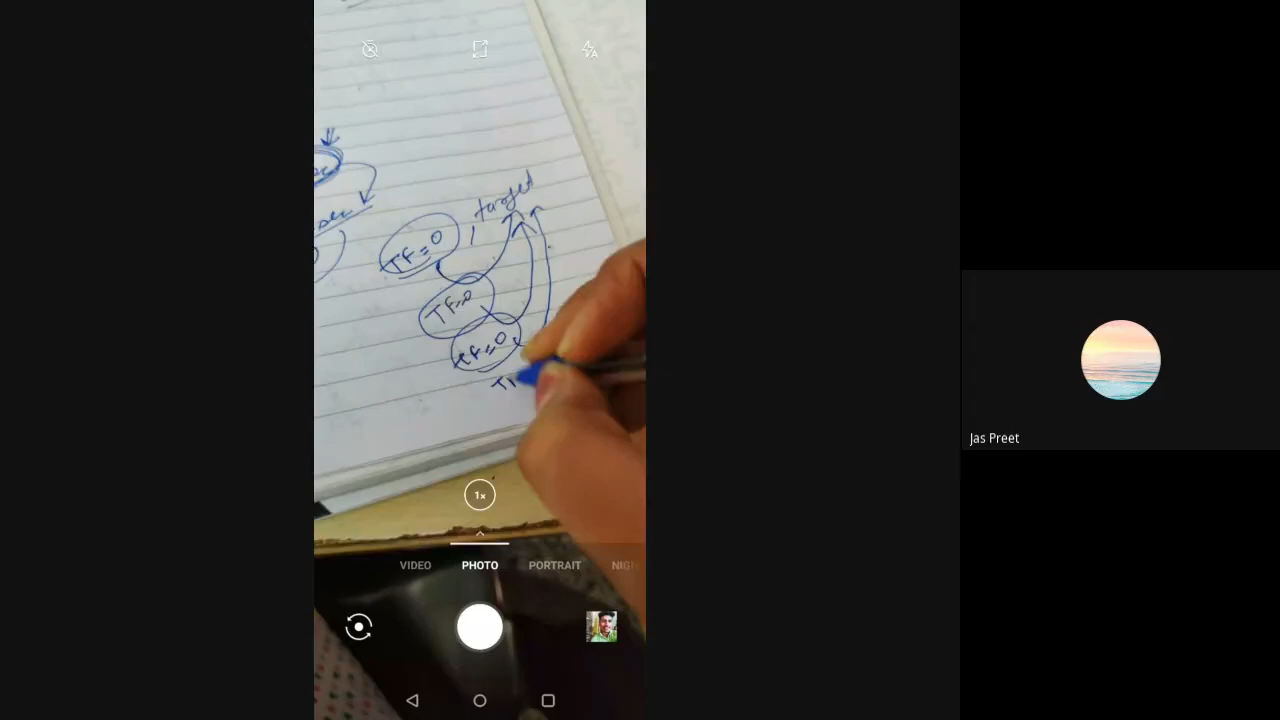 target
TF=0
TF=0
TF=0
1x
VIDEO PHOTO PORTRAIT
Jas Preet